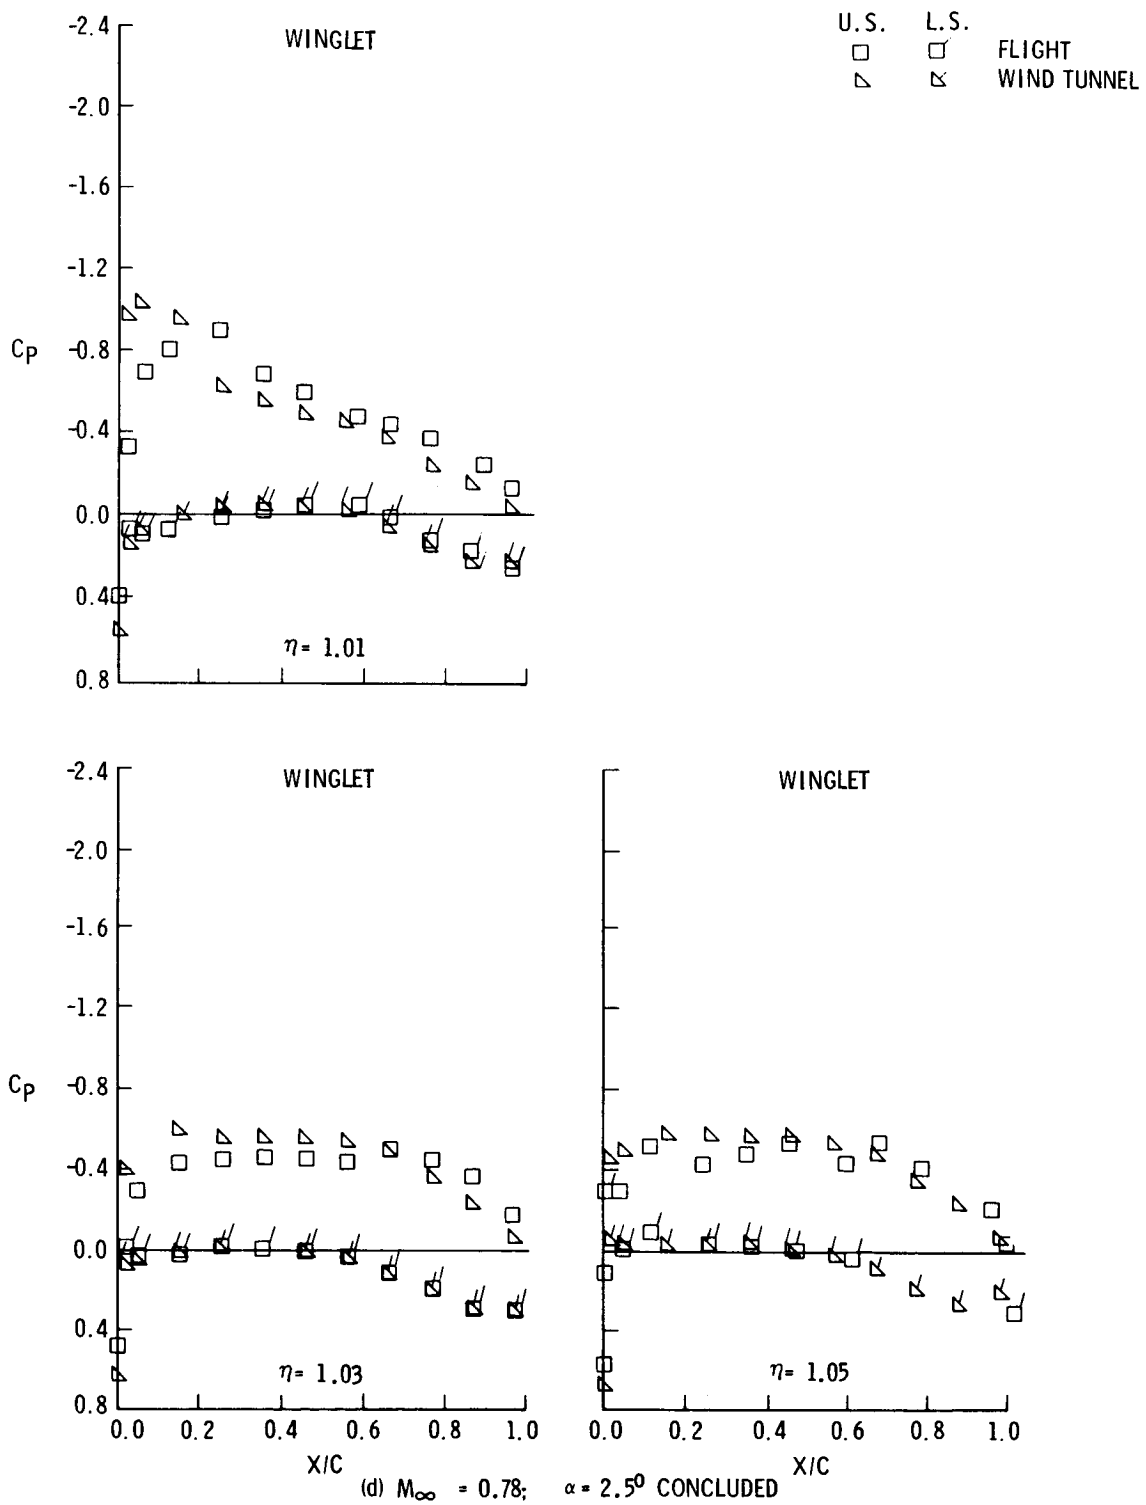 U.S. L.S.
FLIGHT
WIND TUNNEL
WINGLET
-2.4
-2.0
-1.6
-1.2
-0.8
-0.4
0.0
0.4
0.8
CP
η = 1.01
WINGLET
-2.4
-2.0
-1.6
-1.2
-0.8
-0.4
0.0
0.4
0.8
CP
η = 1.03
0.0 0.2 0.4 0.6 0.8 1.0
X/C
WINGLET
η = 1.05
0.0 0.2 0.4 0.6 0.8 1.0
X/C
(d) M∞ = 0.78; α = 2.5⁰ CONCLUDED